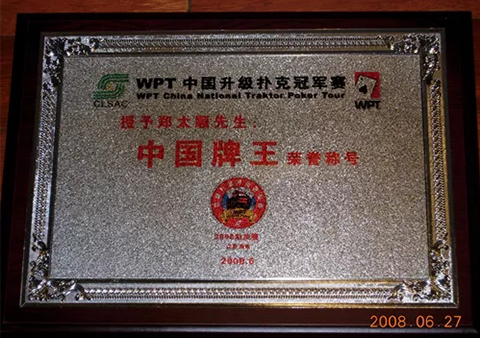 CLSAC
WPT 中国升级扑克冠军赛
WPT China National Traktor Poker Tour
WPT
授予郑太顺先生:
中国牌王 荣誉称号
2008.6
2008.06.27